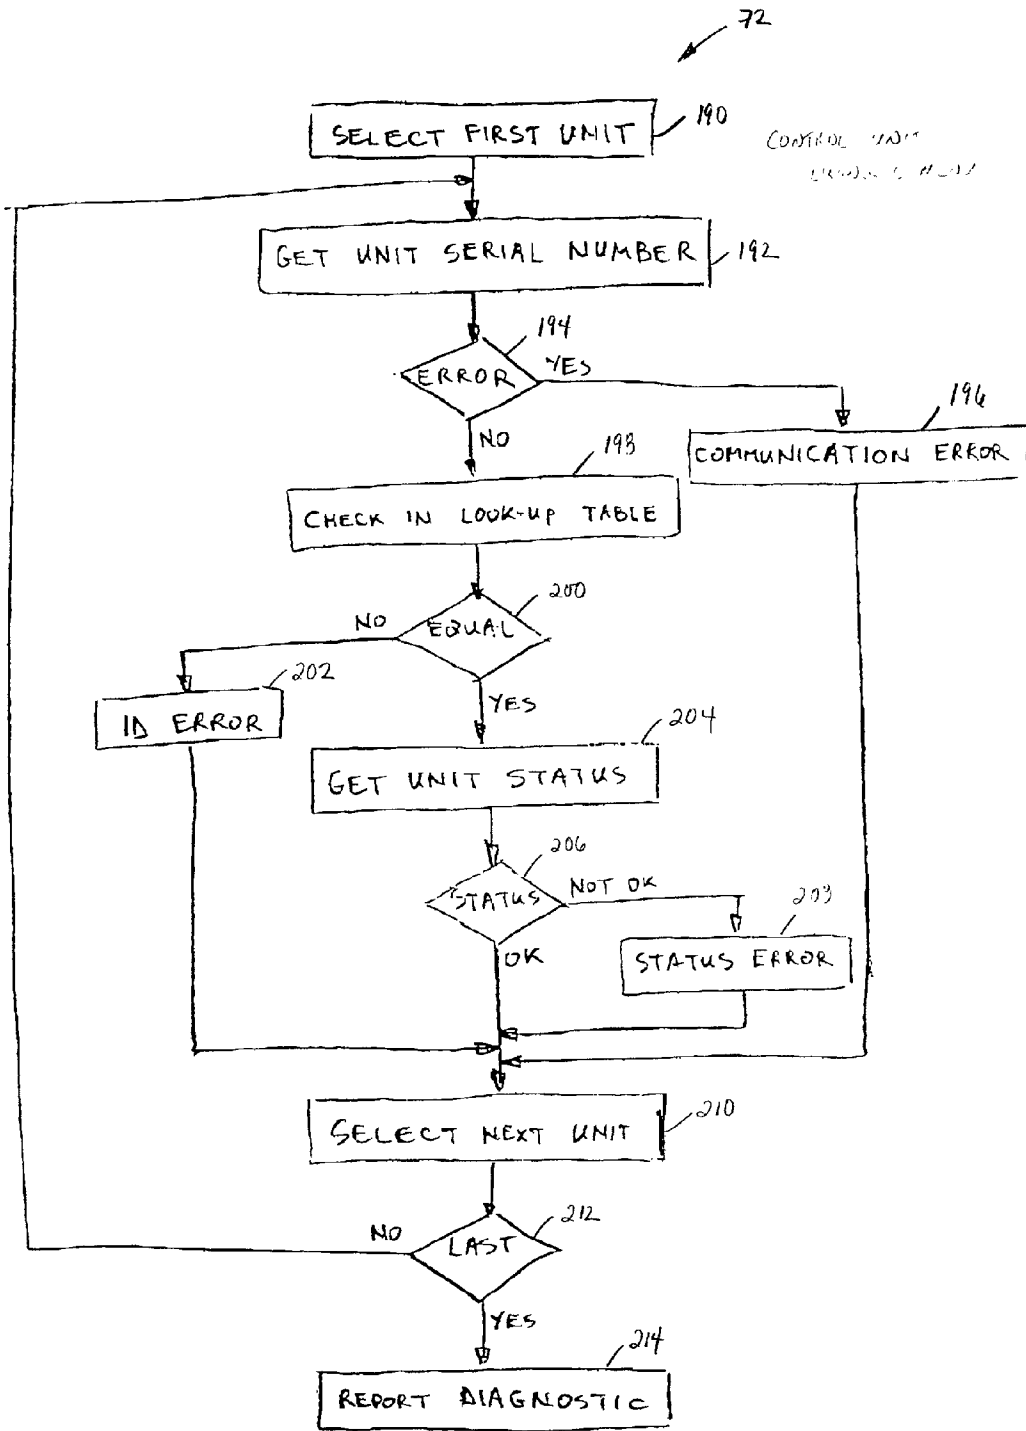 72
SELECT FIRST UNIT
190
CONTROL UNIT
GET UNIT SERIAL NUMBER
192
194
ERROR
YES
NO
196
COMMUNICATION ERROR
198
CHECK IN LOOK-UP TABLE
200
EQUAL
NO
YES
202
ID ERROR
204
GET UNIT STATUS
206
STATUS
NOT OK
OK
208
STATUS ERROR
SELECT NEXT UNIT
210
212
LAST
NO
YES
214
REPORT DIAGNOSTIC